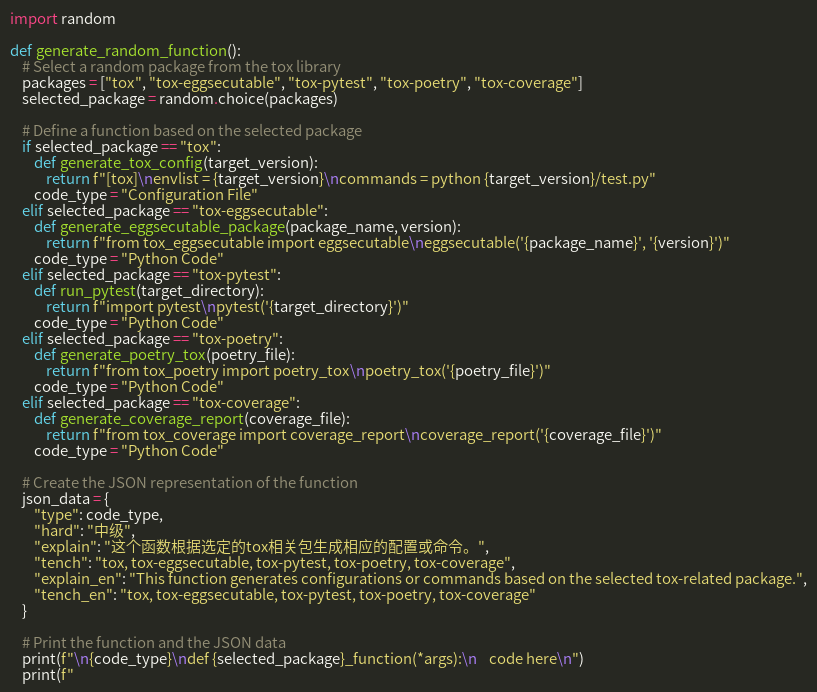 import random

def generate_random_function():
    # Select a random package from the tox library
    packages = ["tox", "tox-eggsecutable", "tox-pytest", "tox-poetry", "tox-coverage"]
    selected_package = random.choice(packages)

    # Define a function based on the selected package
    if selected_package == "tox":
        def generate_tox_config(target_version):
            return f"[tox]\nenvlist = {target_version}\ncommands = python {target_version}/test.py"
        code_type = "Configuration File"
    elif selected_package == "tox-eggsecutable":
        def generate_eggsecutable_package(package_name, version):
            return f"from tox_eggsecutable import eggsecutable\neggsecutable('{package_name}', '{version}')"
        code_type = "Python Code"
    elif selected_package == "tox-pytest":
        def run_pytest(target_directory):
            return f"import pytest\npytest('{target_directory}')"
        code_type = "Python Code"
    elif selected_package == "tox-poetry":
        def generate_poetry_tox(poetry_file):
            return f"from tox_poetry import poetry_tox\npoetry_tox('{poetry_file}')"
        code_type = "Python Code"
    elif selected_package == "tox-coverage":
        def generate_coverage_report(coverage_file):
            return f"from tox_coverage import coverage_report\ncoverage_report('{coverage_file}')"
        code_type = "Python Code"

    # Create the JSON representation of the function
    json_data = {
        "type": code_type,
        "hard": "中级",
        "explain": "这个函数根据选定的tox相关包生成相应的配置或命令。",
        "tench": "tox, tox-eggsecutable, tox-pytest, tox-poetry, tox-coverage",
        "explain_en": "This function generates configurations or commands based on the selected tox-related package.",
        "tench_en": "tox, tox-eggsecutable, tox-pytest, tox-poetry, tox-coverage"
    }

    # Print the function and the JSON data
    print(f"\n{code_type}\ndef {selected_package}_function(*args):\n    code here\n")
    print(f"